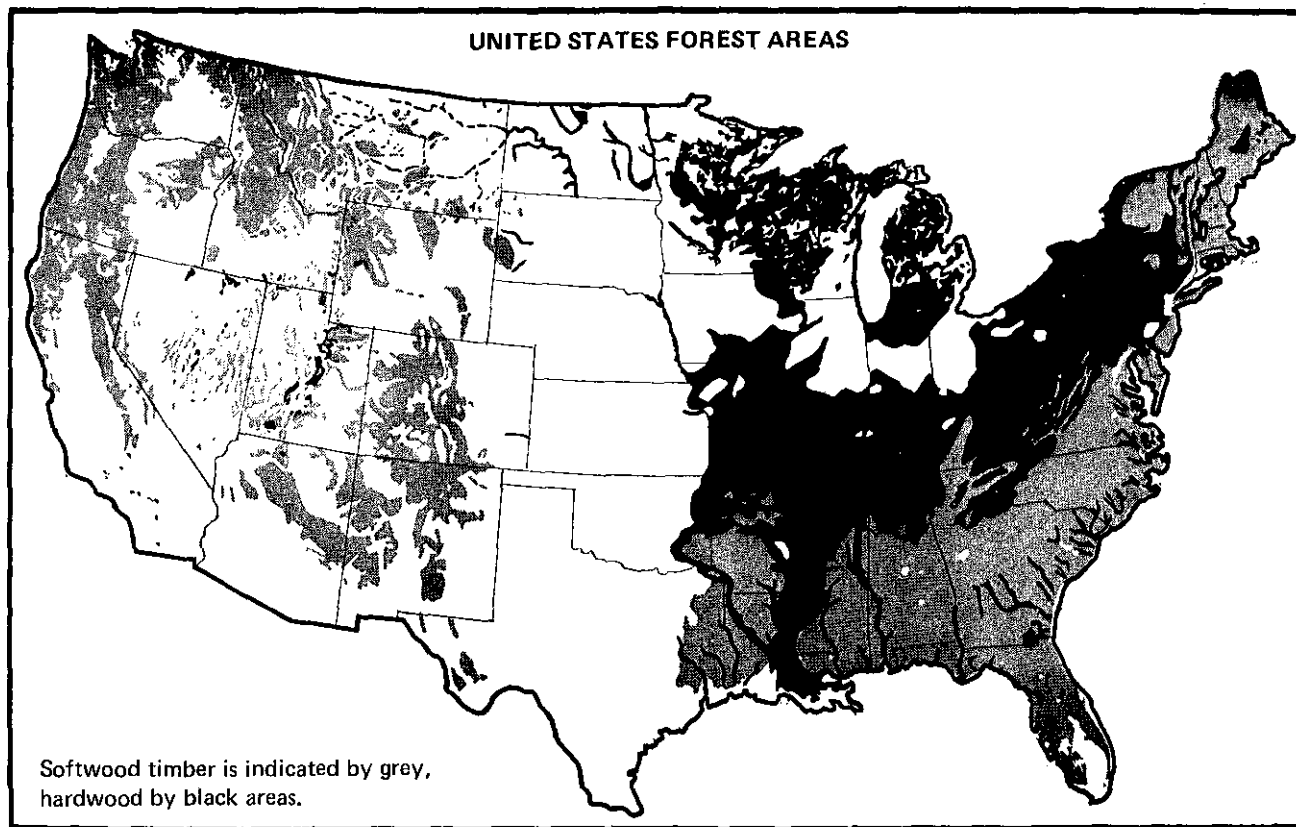 UNITED STATES FOREST AREAS
Softwood timber is indicated by grey,
hardwood by black areas.